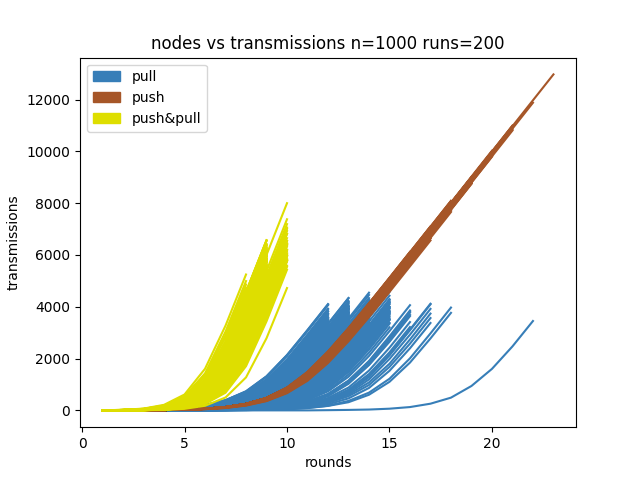 nodes vs transmissions n=1000 runs=200
pull
push
push&pull
12000
10000
8000
6000
4000
2000
0
transmissions
0 5 10 15 20
rounds